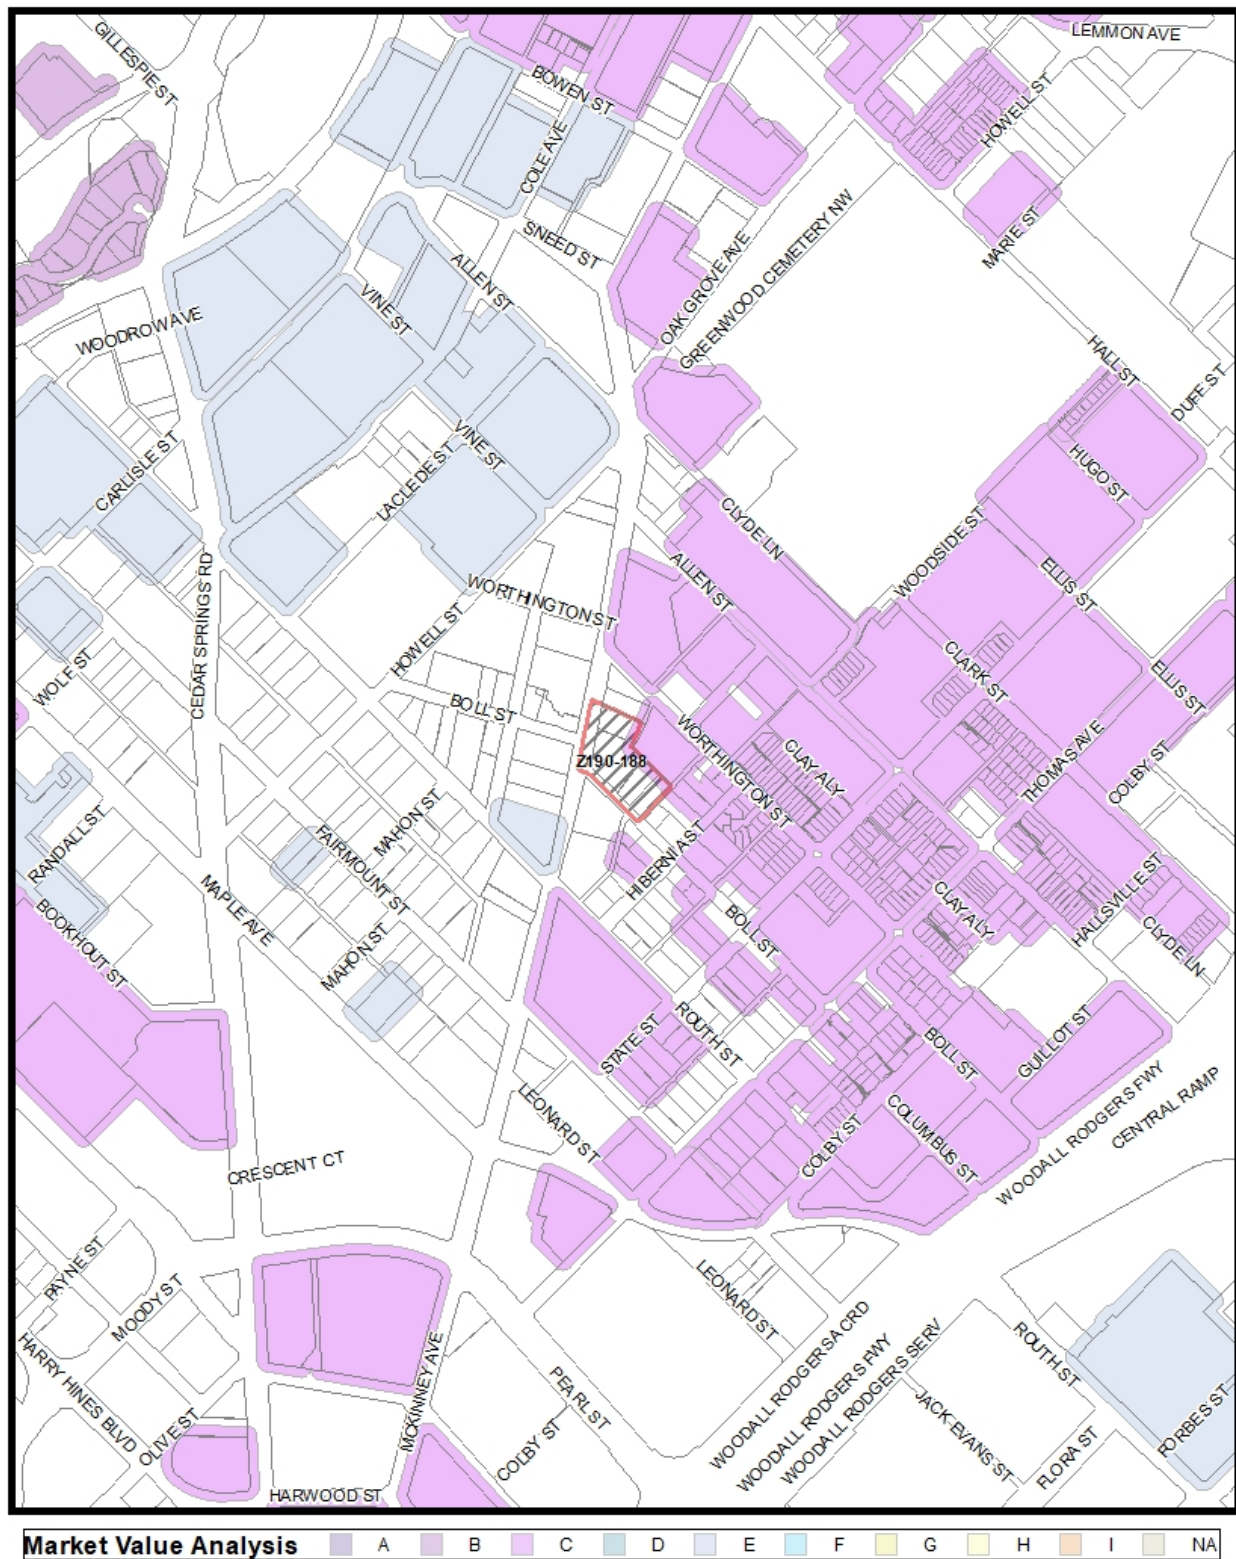 GILLESPIE ST
LEMMON AVE
BOWEN ST
HOWELL ST
COLE AVE
MARIE ST
SNEED ST
GREENWOOD CEMETERY NW
OAK GROVE AVE
ALLEN ST
VINE ST
WOODROW AVE
HALL ST
DUFF ST
CARLISLE ST
LACLEDE ST
VINE ST
HUGO ST
CLYDE LN
WOODSIDE ST
CEDAR SPRINGS RD
ALLEN ST
ELLIS ST
WORTHINGTON ST
HOWELL ST
CLARK ST
ELLIS ST
WOLF ST
BOLL ST
WORTHINGTON ST
CLAY ALY
THOMAS AVE
COLBY ST
Z190-188
RANDALL ST
MAHON ST
FAIRMOUNT ST
HIBERNIA ST
MAPLE AVE
BOOKHOUT ST
MAHON ST
BOLL ST
CLAY ALY
HALLSVILLE ST
CLYDE LN
STATE ST
ROUTH ST
BOLL ST
GUILLOT ST
LEONARD ST
COLBY ST
COLUMBUS ST
WOODALL RODGERS FWY
CENTRAL RAMP
CRESCENT CT
PAYNE ST
MOODY ST
LEONARD ST
HARRY HINES BLVD
OLIVE ST
MCKINNEY AVE
PEARL ST
COLBY ST
WOODALL RODGERSA CRD
WOODALL RODGERS FWY
WOODALL RODGERS SERV
ROUTH ST
JACK EVANS ST
FLORA ST
FORBES ST
HARWOOD ST
Market Value Analysis A B C D E F G H I NA